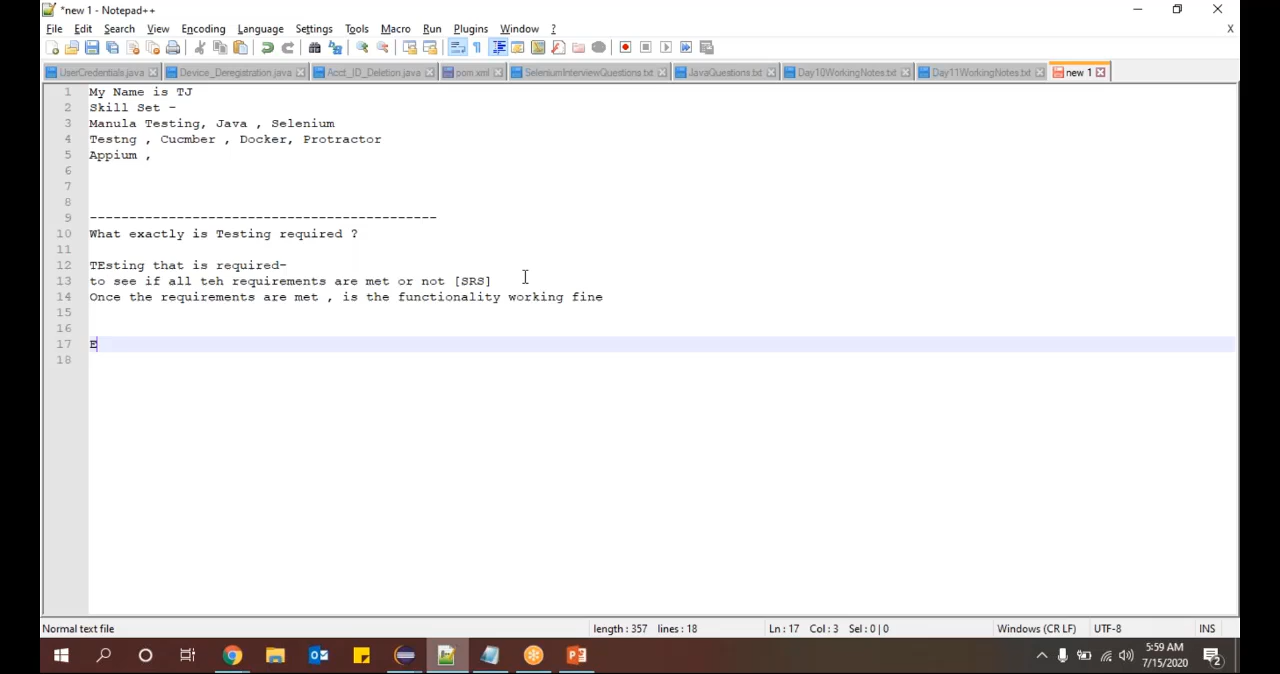 *new 1 - Notepad++
File Edit Search View Encoding Language Settings Tools Macro Run Plugins Window ? X
UserCredentials.java Device_Deregistration.java Acct_ID_Deletion.java pom.xml SeleniumInterviewQuestions.txt JavaQuestions.txt Day10WorkingNotes.txt Day11WorkingNotes.txt new 1
1 My Name is TJ
2 Skill Set -
3 Manula Testing, Java , Selenium
4 Testng , Cucmber , Docker, Protractor
5 Appium ,
6
7
8
9 --------------------------------------------
10 What exactly is Testing required ?
11
12 TEsting that is required-
13 to see if all teh requirements are met or not [SRS]
14 Once the requirements are met , is the functionality working fine
15
16
17 E
18
Normal text file length : 357 lines : 18 Ln : 17 Col : 3 Sel : 0 | 0 Windows (CR LF) UTF-8 INS
5:59 AM
7/15/2020
2